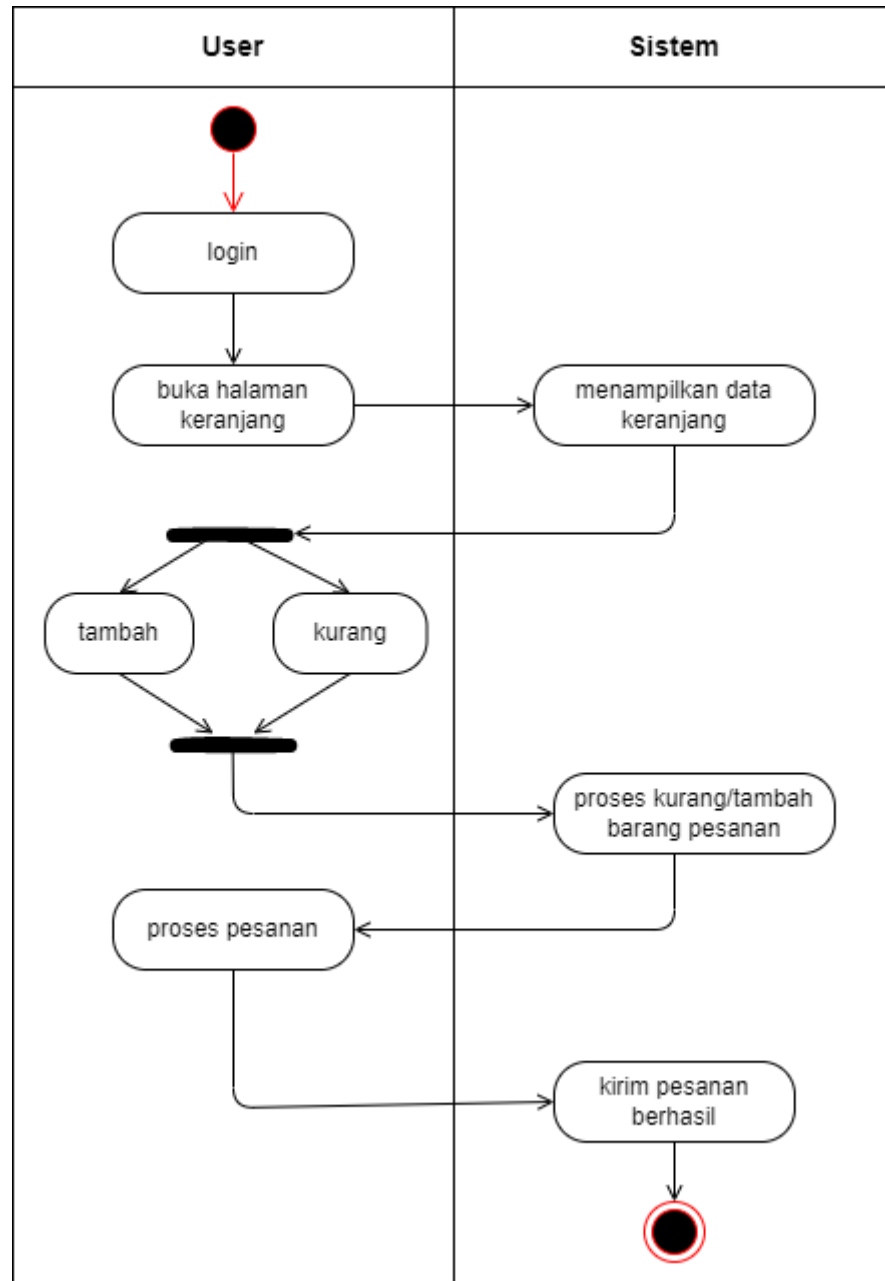 User
Sistem
login
buka halaman
keranjang
menampilkan data
keranjang
tambah
kurang
proses kurang/tambah
barang pesanan
proses pesanan
kirim pesanan
berhasil